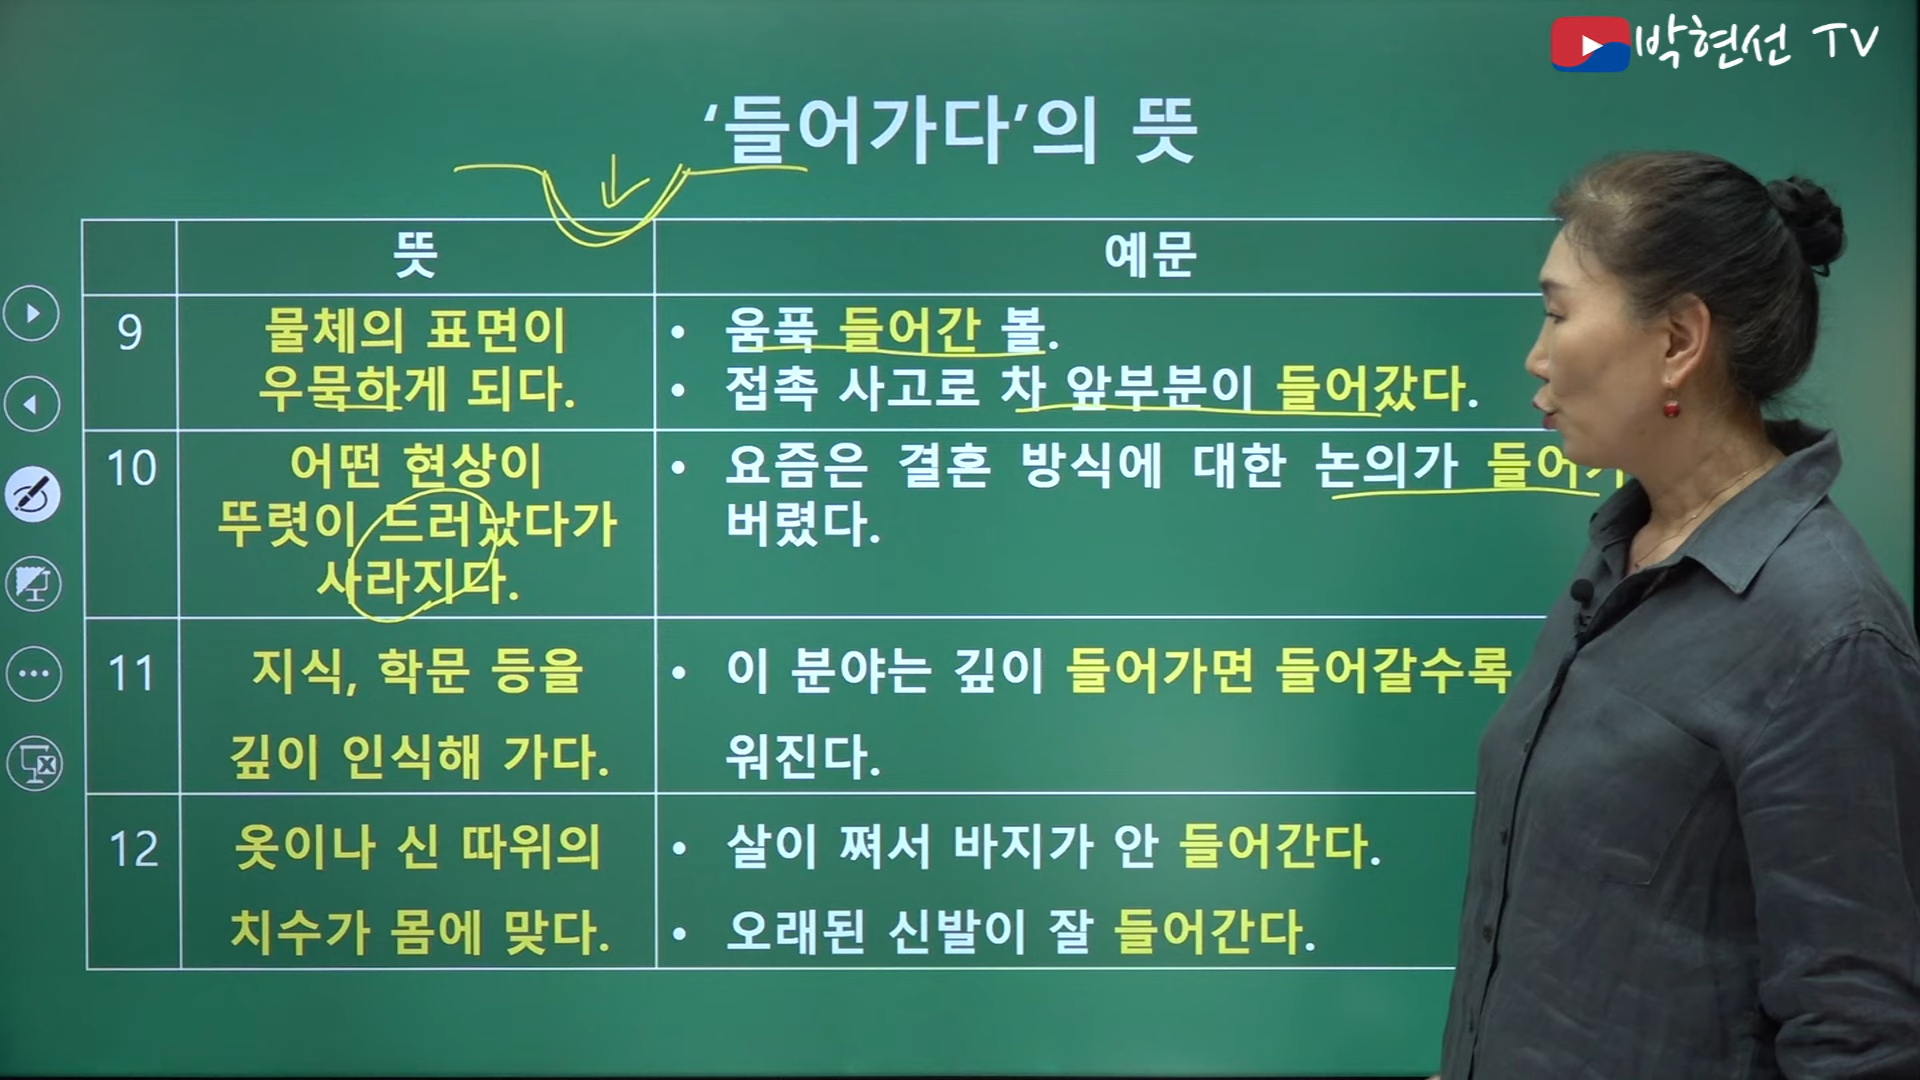 박현선 TV
‘들어가다’의 뜻
뜻
예문
9
물체의 표면이
우묵하게 되다.
• 움푹 들어간 볼.
• 접촉 사고로 차 앞부분이 들어갔다.
10
어떤 현상이
뚜렷이 드러났다가
사라지다.
• 요즘은 결혼 방식에 대한 논의가
버렸다.
11
지식, 학문 등을
깊이 인식해 가다.
• 이 분야는 깊이 들어가면 들어갈수록
워진다.
12
옷이나 신 따위의
치수가 몸에 맞다.
• 살이 쪄서 바지가 안 들어간다.
• 오래된 신발이 잘 들어간다.